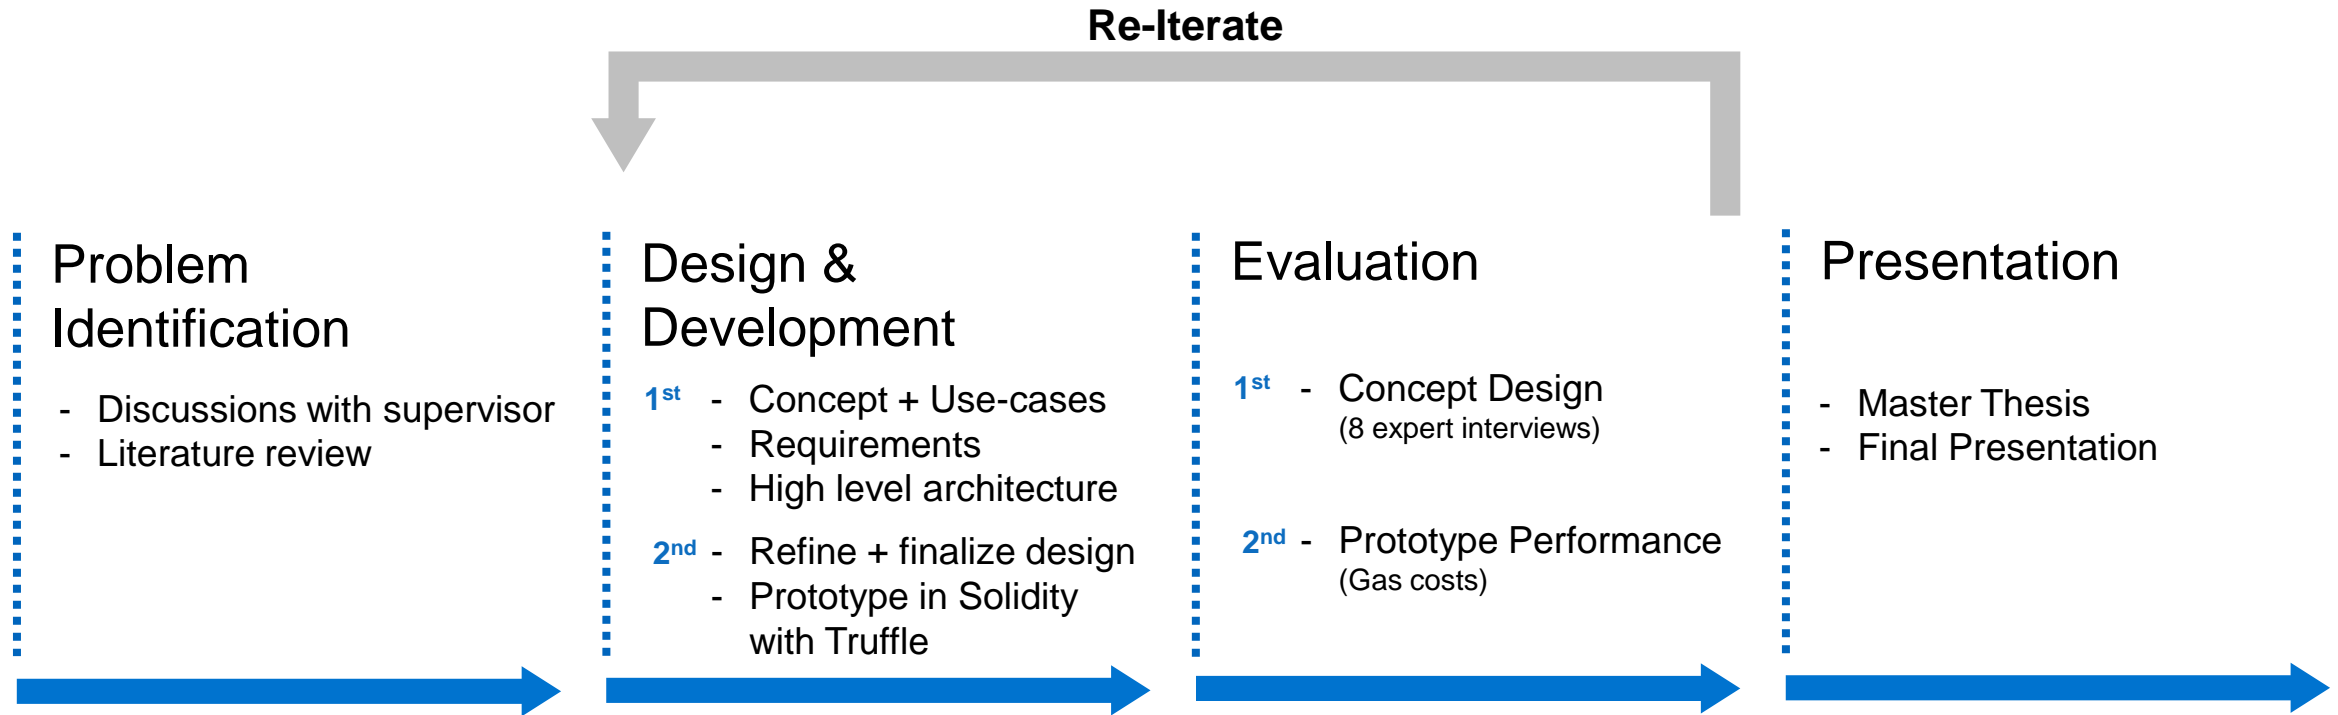 Re-Iterate
Problem
Identification
- Discussions with supervisor
- Literature review
Design &
Development
1st - Concept + Use-cases
- Requirements
- High level architecture
2nd - Refine + finalize design
- Prototype in Solidity
with Truffle
Evaluation
1st - Concept Design
(8 expert interviews)
2nd - Prototype Performance
(Gas costs)
Presentation
- Master Thesis
- Final Presentation